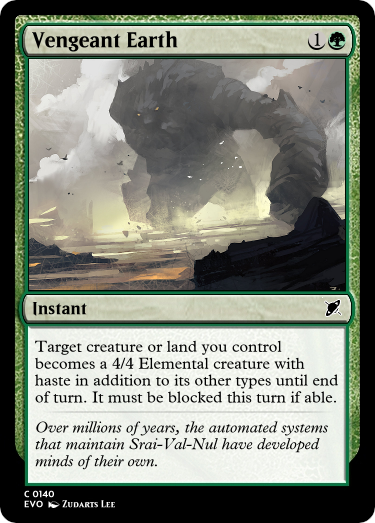 Vengeant Earth 1
Instant
Target creature or land you control
becomes a 4/4 Elemental creature with
haste in addition to its other types until end
of turn. It must be blocked this turn if able.
Over millions of years, the automated systems
that maintain Srai-Val-Nul have developed
minds of their own.
C 0140
EVO Zudarts Lee